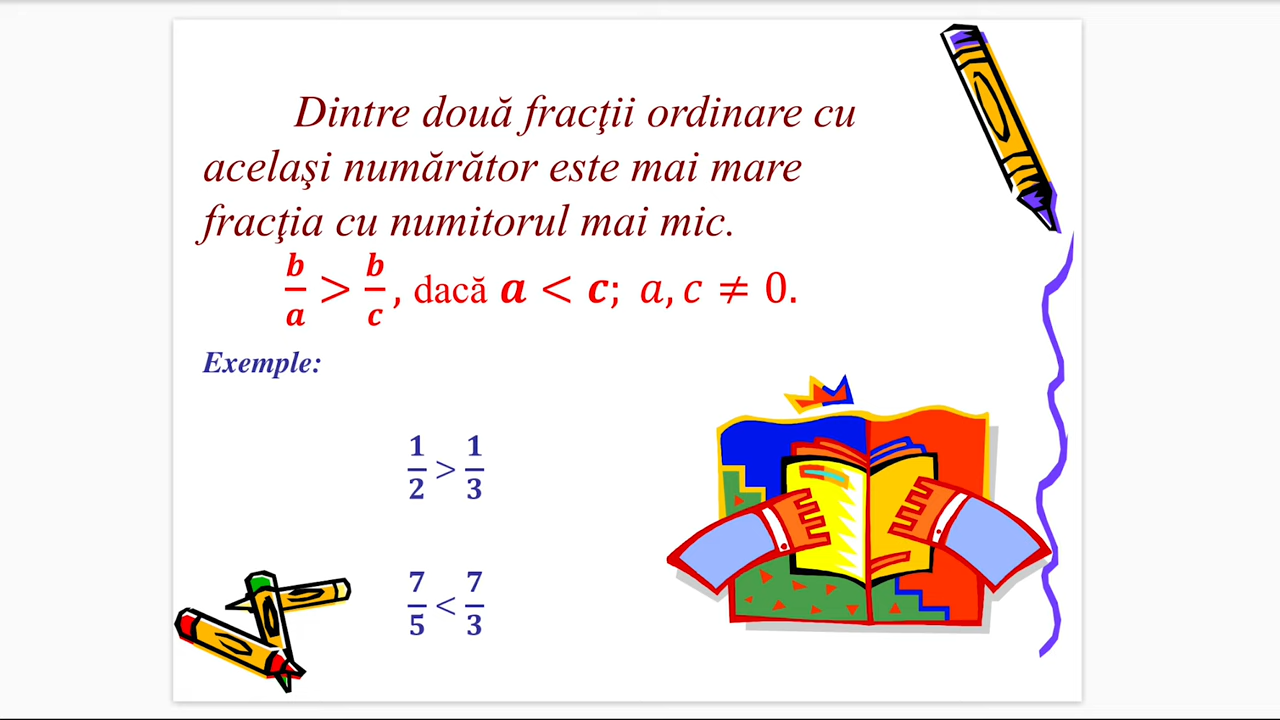 Dintre două fracţii ordinare cu
acelaşi numărător este mai mare
fracţia cu numitorul mai mic.
b/a > b/c, dacă a < c; a, c ≠ 0.
Exemple:
1/2 > 1/3
7/5 < 7/3